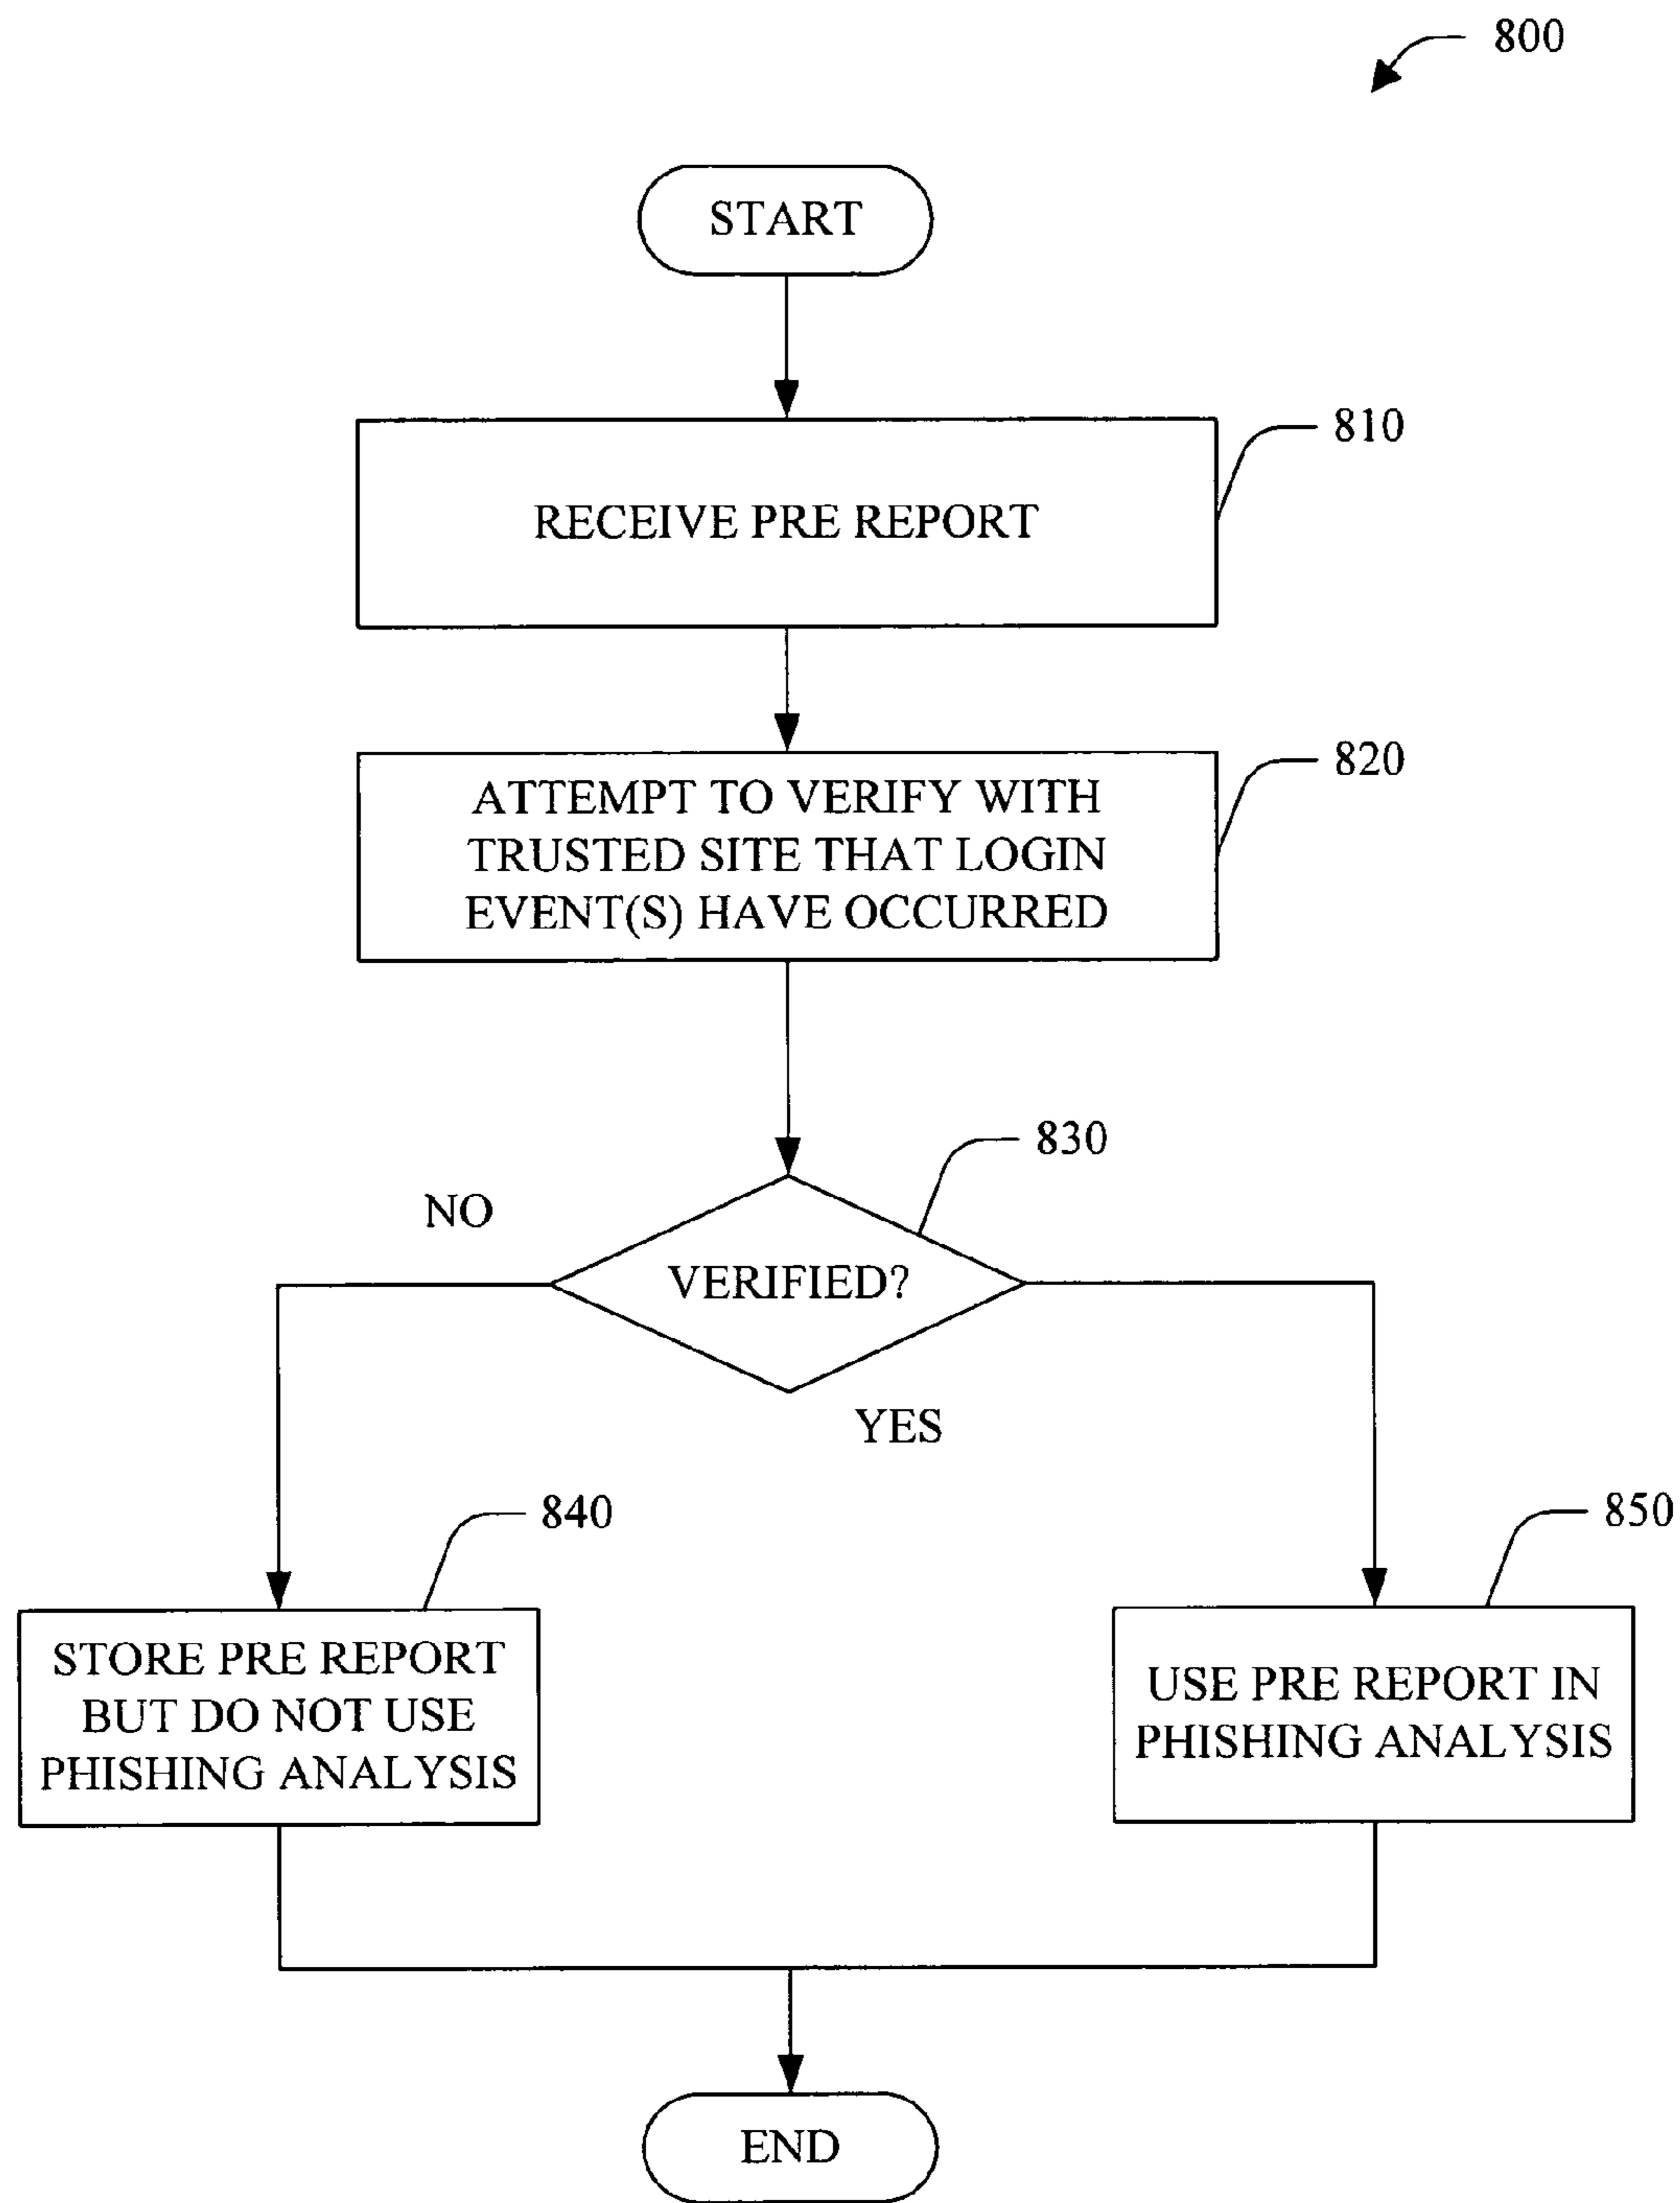 800
START
810
RECEIVE PRE REPORT
820
ATTEMPT TO VERIFY WITH
TRUSTED SITE THAT LOGIN
EVENT(S) HAVE OCCURRED
830
NO
VERIFIED?
YES
840
850
STORE PRE REPORT
BUT DO NOT USE
PHISHING ANALYSIS
USE PRE REPORT IN
PHISHING ANALYSIS
END